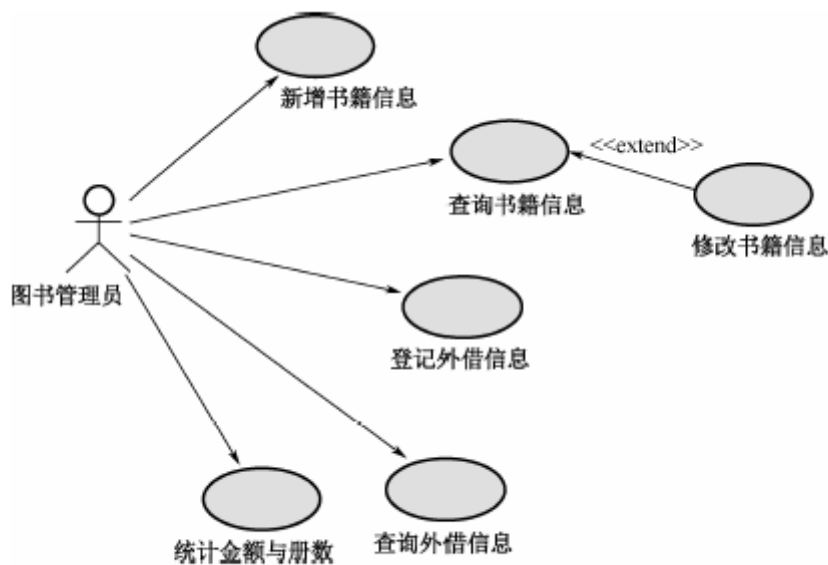 新增书籍信息
<<extend>>
查询书籍信息
修改书籍信息
图书管理员
登记外借信息
统计金额与册数
查询外借信息